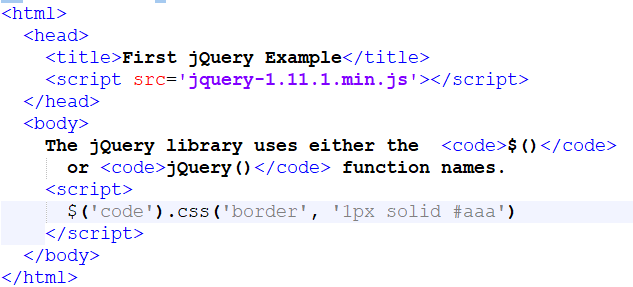 <html>
  <head>
    <title>First jQuery Example</title>
    <script src='jquery-1.11.1.min.js'></script>
  </head>
  <body>
    The jQuery library uses either the  <code>$()</code>
      or <code>jQuery()</code> function names.
    <script>
      $('code').css('border', '1px solid #aaa')
    </script>
  </body>
</html>